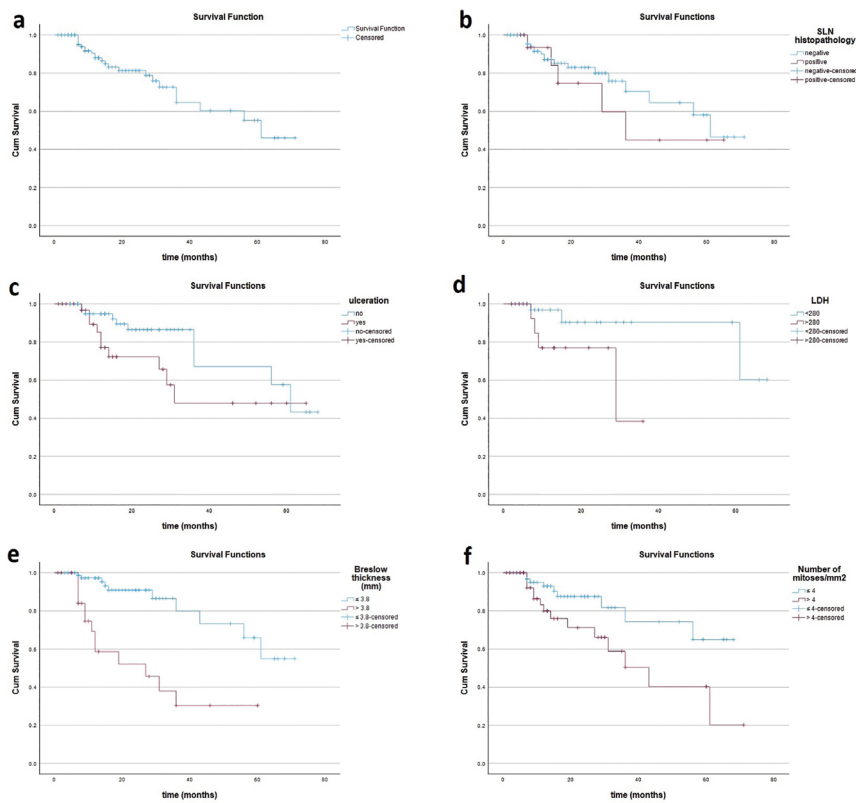 a
Survival Function
Survival Function
Censored
Cum Survival
1.0
0.8
0.6
0.4
0.2
0.0
0
20
40
60
80
time (months)
b
Survival Functions
SLN
histopathology
negative
positive
negative-censored
positive-censored
Cum Survival
1.0
0.8
0.6
0.4
0.2
0.0
0
20
40
60
80
time (months)
c
Survival Functions
ulceration
no
yes
no-censored
yes-censored
Cum Survival
1.0
0.8
0.6
0.4
0.2
0.0
0
20
40
60
time (months)
d
Survival Functions
LDH
<280
>280
<280-censored
>280-censored
Cum Survival
1.0
0.8
0.6
0.4
0.2
0.0
0
20
40
60
time (months)
e
Survival Functions
Breslow
thickness
(mm)
≤ 3.8
> 3.8
≤ 3.8-censored
> 3.8-censored
Cum Survival
1.0
0.8
0.6
0.4
0.2
0.0
0
20
40
60
80
time (months)
f
Survival Functions
Number of
mitoses/mm2
≤ 4
> 4
≤ 4-censored
> 4-censored
Cum Survival
1.0
0.8
0.6
0.4
0.2
0.0
0
20
40
60
80
time (months)